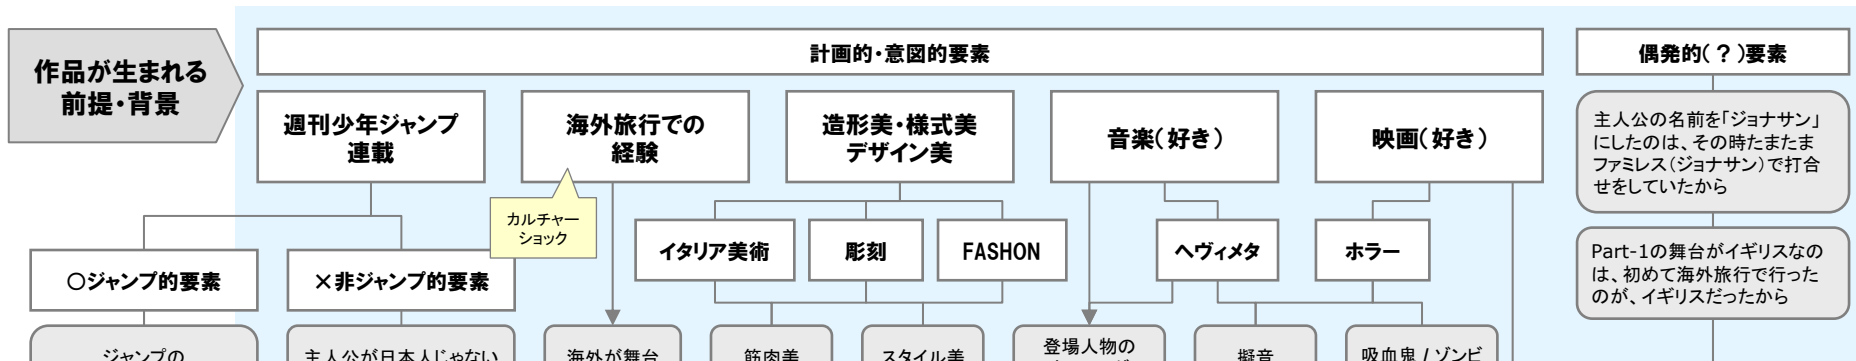 作品が生まれる
前提・背景
計画的・意図的要素
偶発的(?)要素
週刊少年ジャンプ
連載
海外旅行での
経験
造形美・様式美
デザイン美
音楽(好き)
映画(好き)
主人公の名前を「ジョナサン」
にしたのは、その時たまたま
ファミレス(ジョナサン)で打合
せをしていたから
カルチャー
ショック
○ジャンプ的要素
×非ジャンプ的要素
イタリア美術
彫刻
FASHON
ヘヴィメタ
ホラー
Part-1の舞台がイギリスなの
は、初めて海外旅行で行った
のが、イギリスだったから
ジャンプの
主人公が日本人じゃない
海外が舞台
筋肉美
スタイル美
登場人物の
擬音
吸血鬼 / ゾンビ